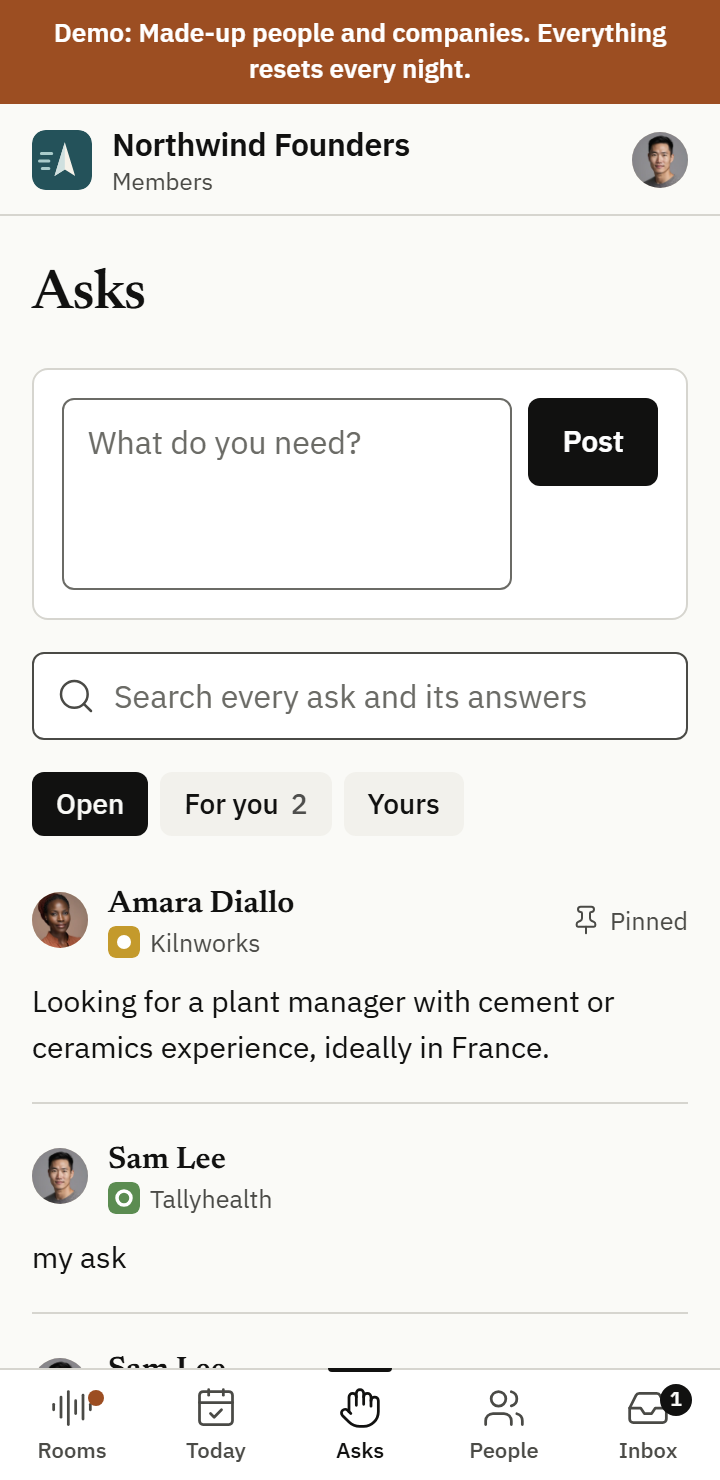 Demo: Made-up people and companies. Everything
resets every night.
Northwind Founders
Members
Asks
What do you need?
Post
Search every ask and its answers
Open
For you 2
Yours
Amara Diallo
Pinned
Kilnworks
Looking for a plant manager with cement or
ceramics experience, ideally in France.
Sam Lee
Tallyhealth
my ask
Sam Lee
Rooms
Today
Asks
People
1
Inbox